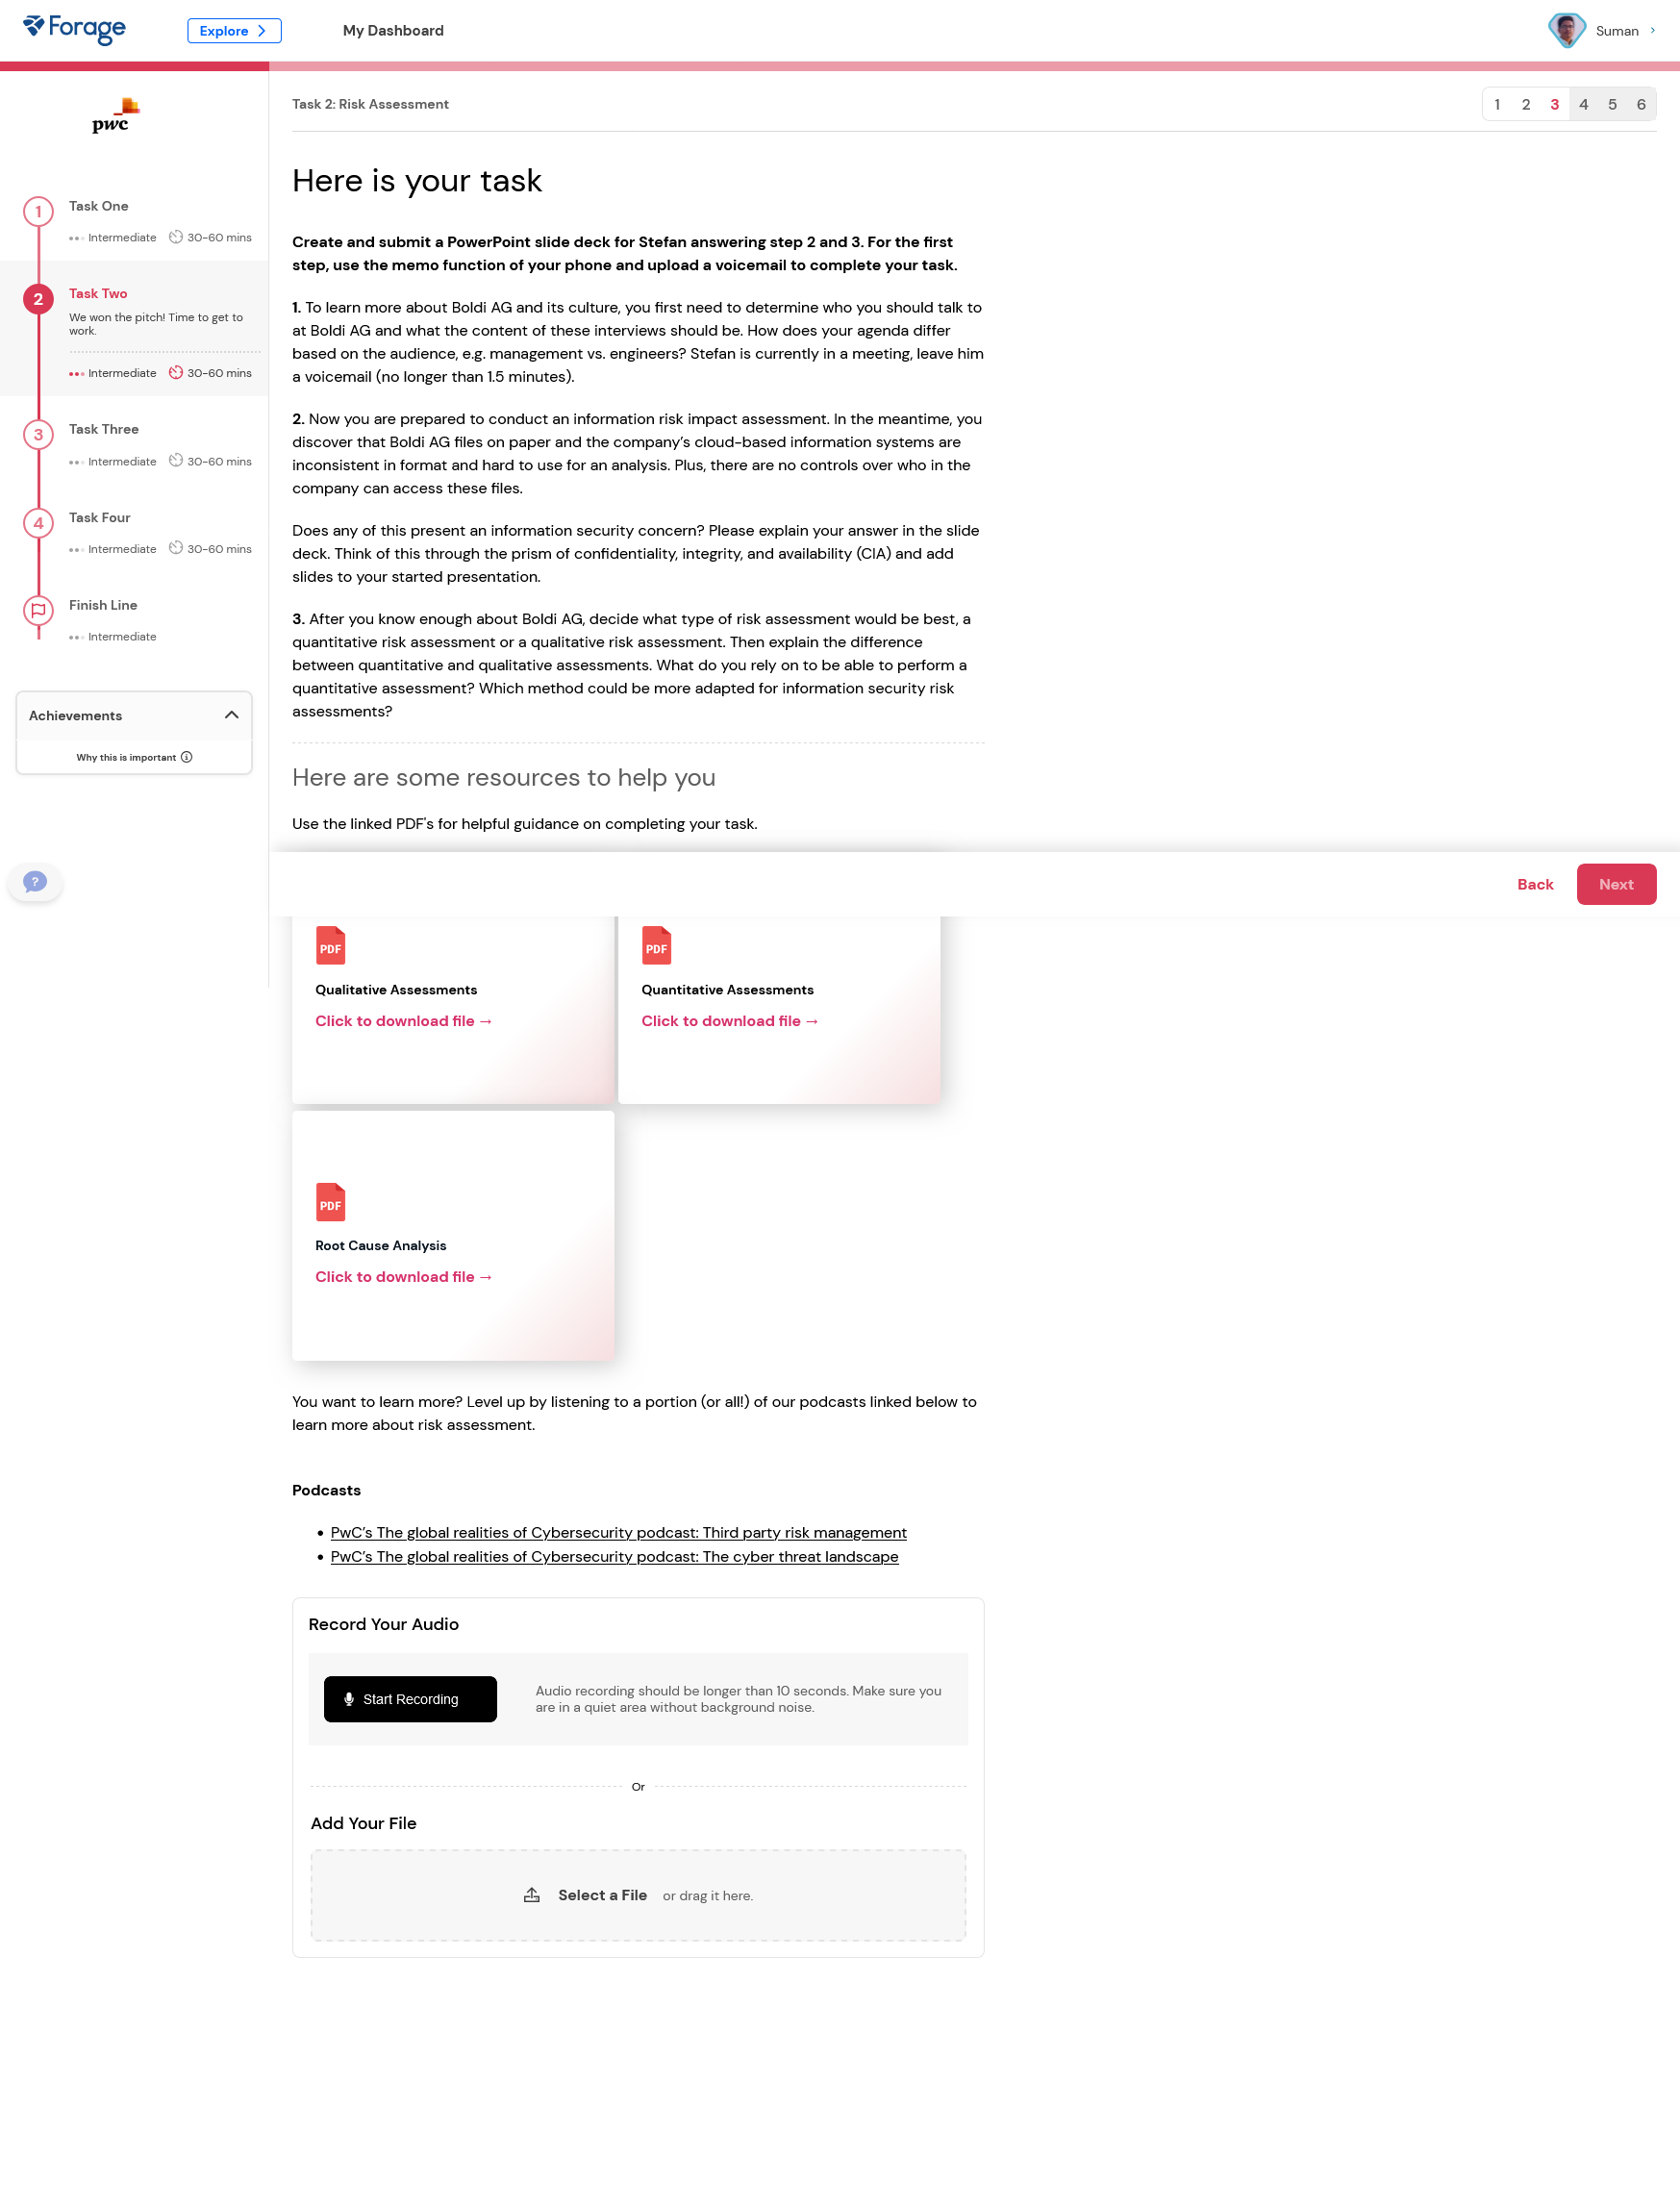 Forage
Explore
My Dashboard
Suman
pwc
1
Task One
Intermediate 30-60 mins
2
Task Two
We won the pitch! Time to get to
work.
Intermediate 30-60 mins
3
Task Three
Intermediate 30-60 mins
4
Task Four
Intermediate 30-60 mins
Finish Line
Intermediate
Achievements
Why this is important
?
Task 2: Risk Assessment
1 2 3 4 5 6
Here is your task
Create and submit a PowerPoint slide deck for Stefan answering step 2 and 3. For the first
step, use the memo function of your phone and upload a voicemail to complete your task.
1. To learn more about Boldi AG and its culture, you first need to determine who you should talk to
at Boldi AG and what the content of these interviews should be. How does your agenda differ
based on the audience, e.g. management vs. engineers? Stefan is currently in a meeting, leave him
a voicemail (no longer than 1.5 minutes).
2. Now you are prepared to conduct an information risk impact assessment. In the meantime, you
discover that Boldi AG files on paper and the company’s cloud-based information systems are
inconsistent in format and hard to use for an analysis. Plus, there are no controls over who in the
company can access these files.
Does any of this present an information security concern? Please explain your answer in the slide
deck. Think of this through the prism of confidentiality, integrity, and availability (CIA) and add
slides to your started presentation.
3. After you know enough about Boldi AG, decide what type of risk assessment would be best, a
quantitative risk assessment or a qualitative risk assessment. Then explain the difference
between quantitative and qualitative assessments. What do you rely on to be able to perform a
quantitative assessment? Which method could be more adapted for information security risk
assessments?
Here are some resources to help you
Use the linked PDF's for helpful guidance on completing your task.
Back
Next
PDF
Qualitative Assessments
Click to download file →
PDF
Quantitative Assessments
Click to download file →
PDF
Root Cause Analysis
Click to download file →
You want to learn more? Level up by listening to a portion (or all!) of our podcasts linked below to
learn more about risk assessment.
Podcasts
• PwC’s The global realities of Cybersecurity podcast: Third party risk management
• PwC’s The global realities of Cybersecurity podcast: The cyber threat landscape
Record Your Audio
Start Recording
Audio recording should be longer than 10 seconds. Make sure you
are in a quiet area without background noise.
Or
Add Your File
Select a File or drag it here.